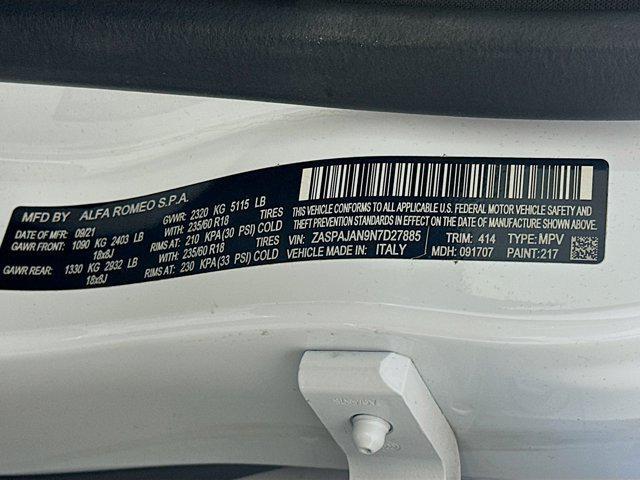 MFD BY ALFA ROMEO S.P.A.
DATE OF MFR: 09/21 GVWR: 2320 KG 5115 LB
GAWR FRONT: 1090 KG 2403 LB WITH: 235/60 R18 TIRES
18x8J RIMS AT: 210 KPA(30 PSI) COLD
GAWR REAR: 1330 KG 2932 LB WITH: 235/60 R18 TIRES
18x8J RIMS AT: 230 KPA(33 PSI) COLD
THIS VEHICLE CONFORMS TO ALL APPLICABLE U.S. FEDERAL MOTOR VEHICLE SAFETY AND
THEFT PREVENTION STANDARDS IN EFFECT ON THE DATE OF MANUFACTURE SHOWN ABOVE.
VIN: ZASPAJAN9N7D27885 TRIM: 414 TYPE: MPV
VEHICLE MADE IN: ITALY MDH: 091707 PAINT: 217